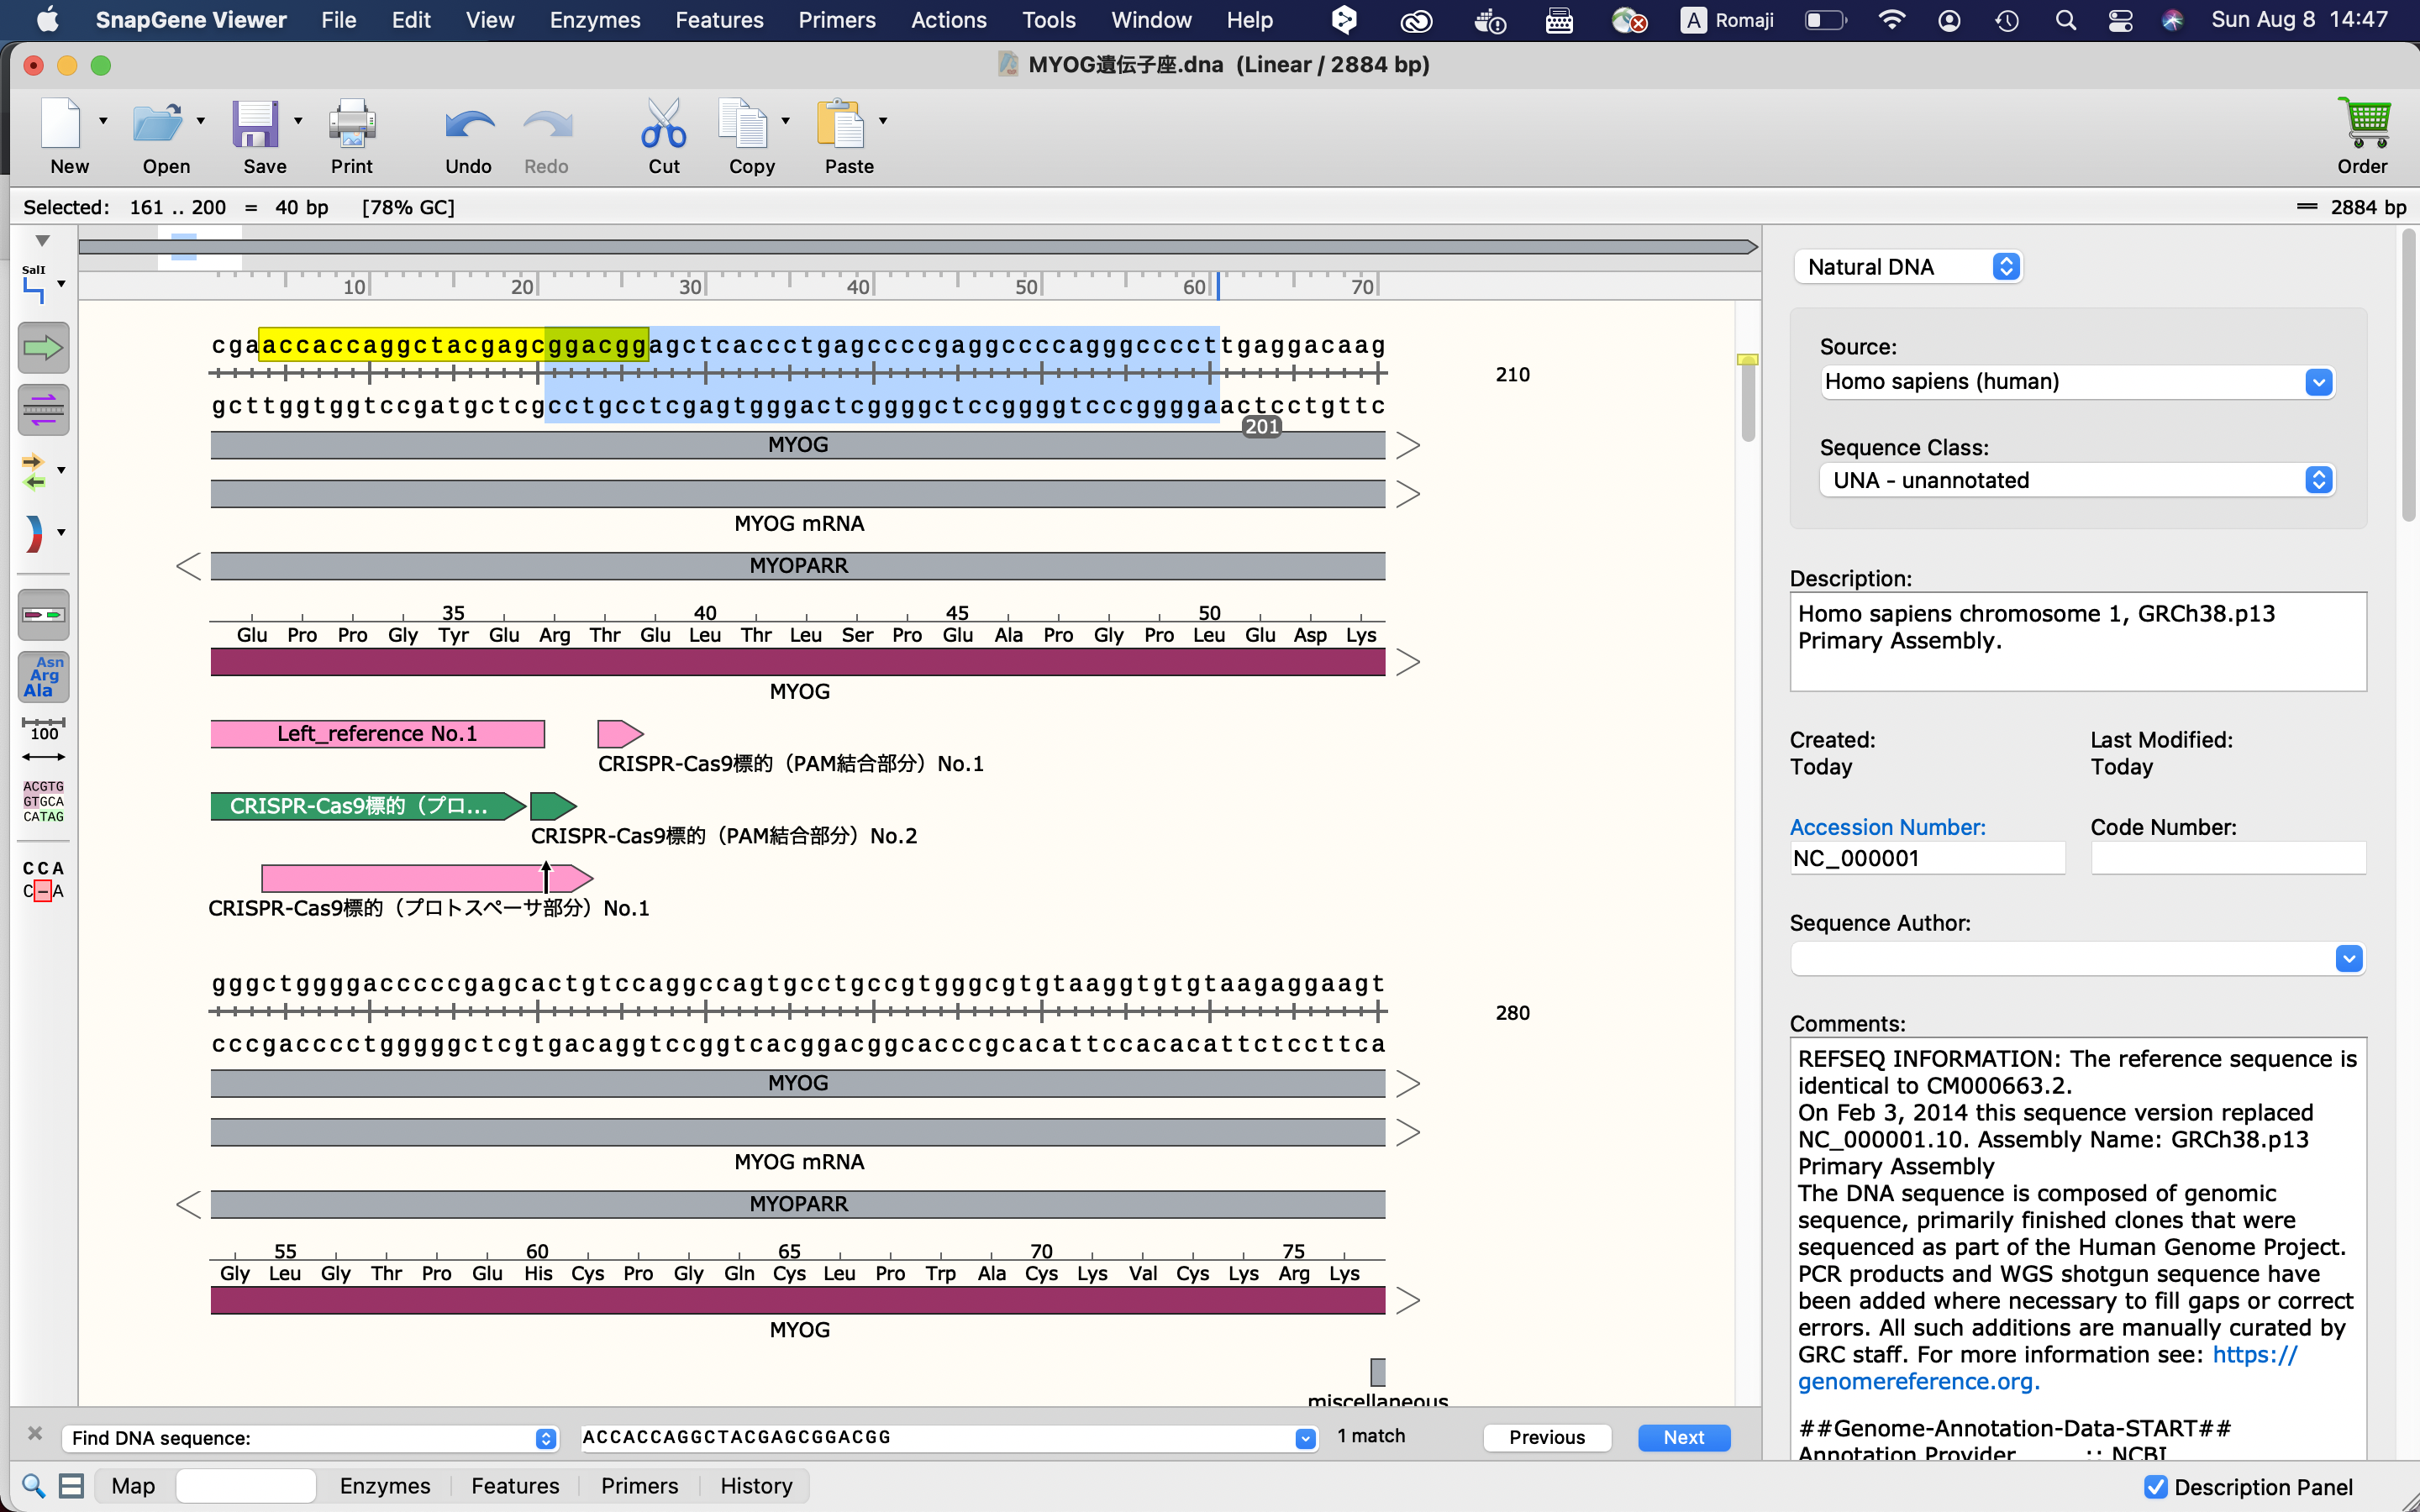 SnapGene Viewer File Edit View Enzymes Features Primers Actions Tools Window Help A Romaji Sun Aug 8 14:47
MYOG遺伝子座.dna (Linear / 2884 bp)
New Open Save Print Undo Redo Cut Copy Paste Order
Selected: 161 .. 200 = 40 bp [78% GC] 2884 bp
SalI
10 20 30 40 50 60 70
cgaaccaccaggctacgagcggacggagctcaccctgagccccgaggccccagggccccttgaggacaag
210
gcttggtggtccgatgctcgcctgcctcgagtgggactcggggctccggggtcccggggaactcctgttc
201
MYOG
MYOG mRNA
MYOPARR
35 40 45 50
Glu Pro Pro Gly Tyr Glu Arg Thr Glu Leu Thr Leu Ser Pro Glu Ala Pro Gly Pro Leu Glu Asp Lys
MYOG
Left_reference No.1
CRISPR-Cas9標的（PAM結合部分）No.1
CRISPR-Cas9標的（プロ...
CRISPR-Cas9標的（PAM結合部分）No.2
CRISPR-Cas9標的（プロトスペーサ部分）No.1
gggctggggacccccgagcactgtccaggccagtgcctgccgtgggcgtgtaaggtgtgtaagaggaagt
280
cccgacccctgggggctcgtgacaggtccggtcacggacggcacccgcacattccacacattctccttca
MYOG
MYOG mRNA
MYOPARR
55 60 65 70 75
Gly Leu Gly Thr Pro Glu His Cys Pro Gly Gln Cys Leu Pro Trp Ala Cys Lys Val Cys Lys Arg Lys
MYOG
miscellaneous
Asn
Arg
Ala
100
ACGTG
GTGCA
CATAG
CCA
C-A
Natural DNA
Source:
Homo sapiens (human)
Sequence Class:
UNA - unannotated
Description:
Homo sapiens chromosome 1, GRCh38.p13
Primary Assembly.
Created: Last Modified:
Today Today
Accession Number: Code Number:
NC_000001
Sequence Author:
Comments:
REFSEQ INFORMATION: The reference sequence is
identical to CM000663.2.
On Feb 3, 2014 this sequence version replaced
NC_000001.10. Assembly Name: GRCh38.p13
Primary Assembly
The DNA sequence is composed of genomic
sequence, primarily finished clones that were
sequenced as part of the Human Genome Project.
PCR products and WGS shotgun sequence have
been added where necessary to fill gaps or correct
errors. All such additions are manually curated by
GRC staff. For more information see: https://
genomereference.org.
##Genome-Annotation-Data-START##
Annotation Provider :: NCBI
Find DNA sequence: ACCACCAGGCTACGAGCGGACGG 1 match Previous Next
Map Enzymes Features Primers History Description Panel